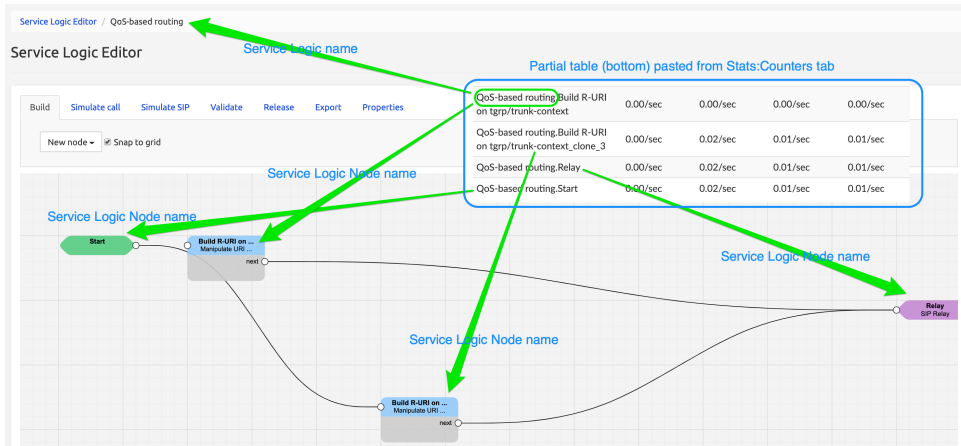 Service Logic Editor / QoS-based routing
Service Logic Editor
Service Logic name
Partial table (bottom) pasted from Stats:Counters tab
Build Simulate call Simulate SIP Validate Release Export Properties
New node Snap to grid
QoS-based routing.Build R-URI
on tgrp/trunk-context
0.00/sec 0.00/sec 0.00/sec 0.00/sec
QoS-based routing.Build R-URI
on tgrp/trunk-context_clone_3
0.00/sec 0.02/sec 0.01/sec 0.01/sec
QoS-based routing.Relay 0.00/sec 0.02/sec 0.01/sec 0.01/sec
QoS-based routing.Start 0.00/sec 0.02/sec 0.01/sec 0.01/sec
Service Logic Node name
Service Logic Node name
Start
Build R-URI on ...
Manipulate URI ...
next
Service Logic Node name
Relay
SIP Relay
Service Logic Node name
Build R-URI on ...
Manipulate URI ...
next